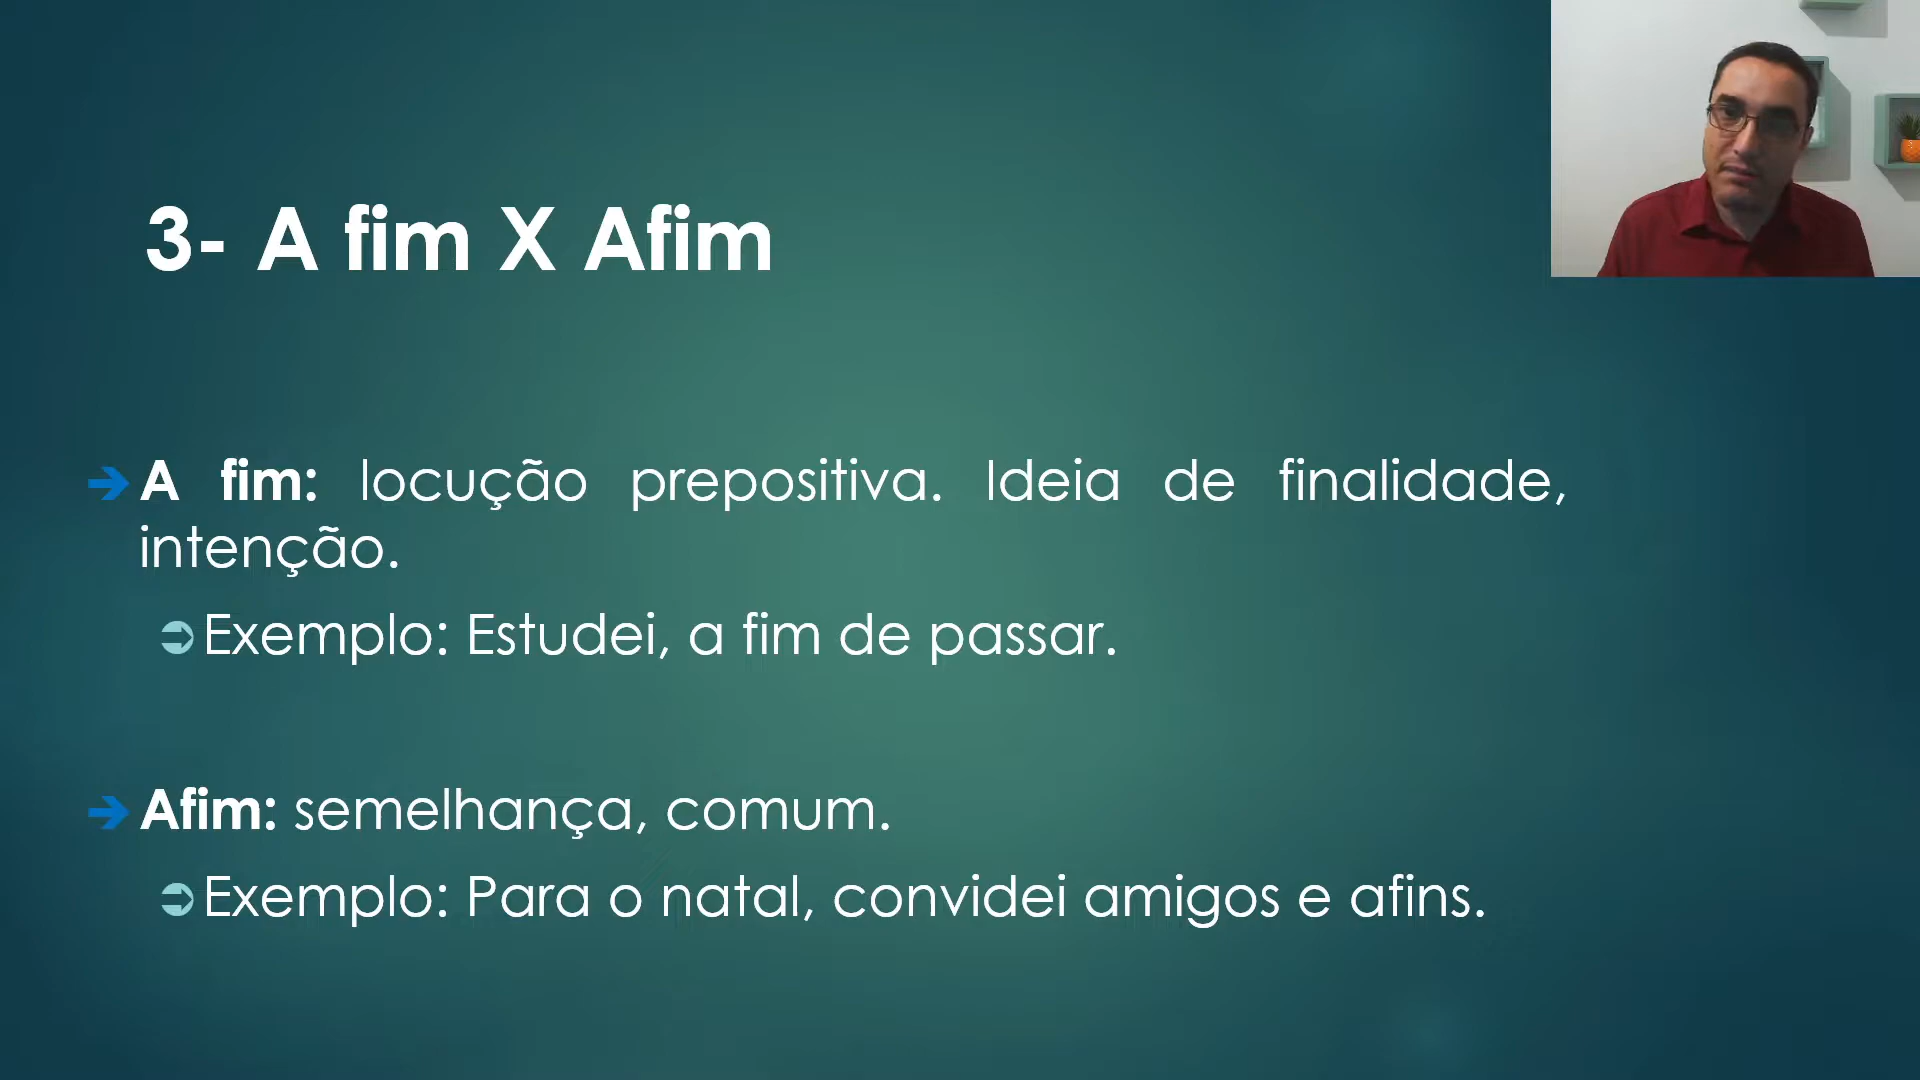 3- A fim X Afim
A fim: locução prepositiva. Ideia de finalidade,
intenção.
Exemplo: Estudei, a fim de passar.
Afim: semelhança, comum.
Exemplo: Para o natal, convidei amigos e afins.